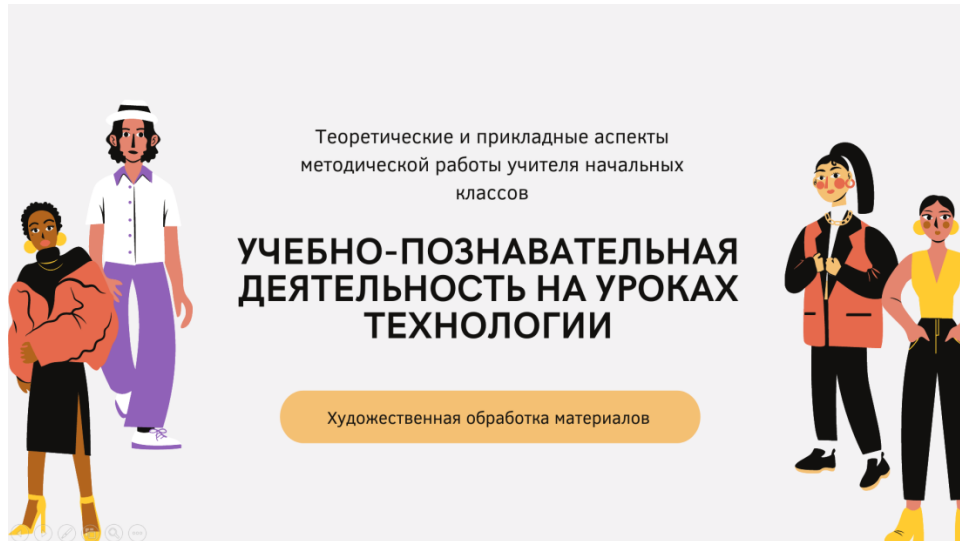 Теоретические и прикладные аспекты
методической работы учителя начальных
классов
УЧЕБНО-ПОЗНАВАТЕЛЬНАЯ
ДЕЯТЕЛЬНОСТЬ НА УРОКАХ
ТЕХНОЛОГИИ
Художественная обработка материалов